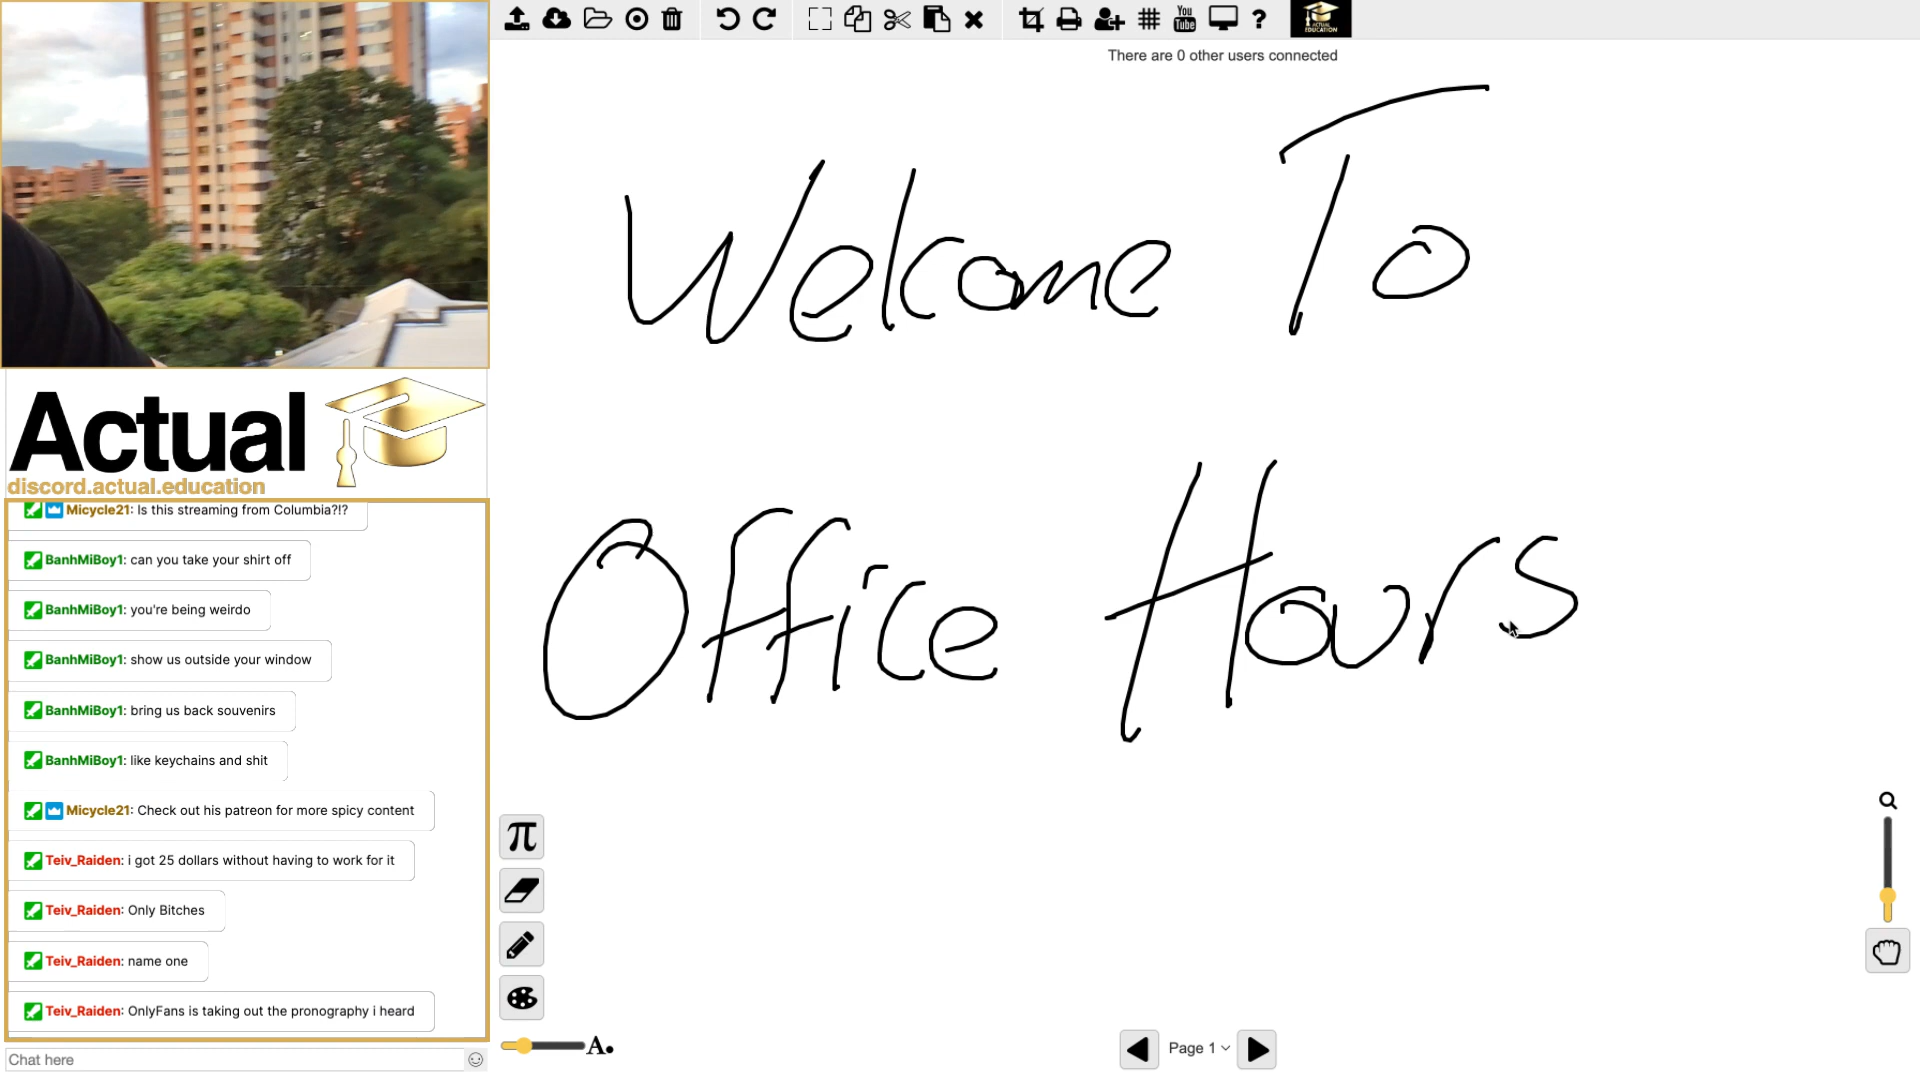 You
Tube
?
ACTUAL
EDUCATION
There are 0 other users connected
Welcome To
Office Hours
Actual
discord.actual.education
Micycle21: Is this streaming from Columbia?!?
BanhMiBoy1: can you take your shirt off
BanhMiBoy1: you're being weirdo
BanhMiBoy1: show us outside your window
BanhMiBoy1: bring us back souvenirs
BanhMiBoy1: like keychains and shit
Micycle21: Check out his patreon for more spicy content
Teiv_Raiden: i got 25 dollars without having to work for it
Teiv_Raiden: Only Bitches
Teiv_Raiden: name one
Teiv_Raiden: OnlyFans is taking out the pronography i heard
Chat here
π
A
Page 1